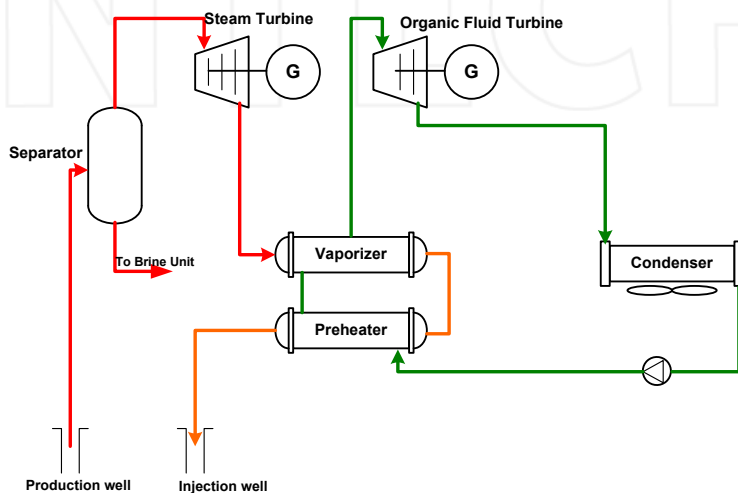 Steam Turbine
Organic Fluid Turbine
G
G
Separator
To Brine Unit
Vaporizer
Condenser
Preheater
Production well
Injection well